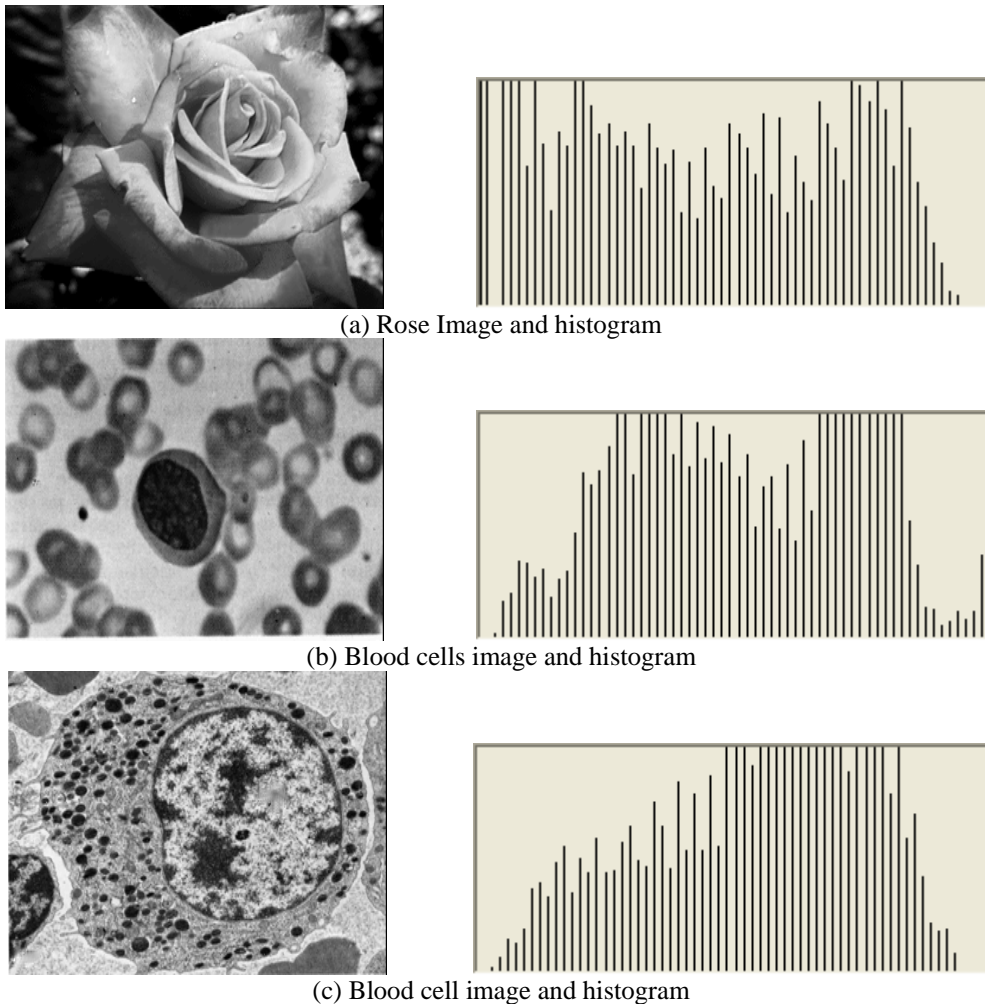 (a) Rose Image and histogram
(b) Blood cells image and histogram
(c) Blood cell image and histogram